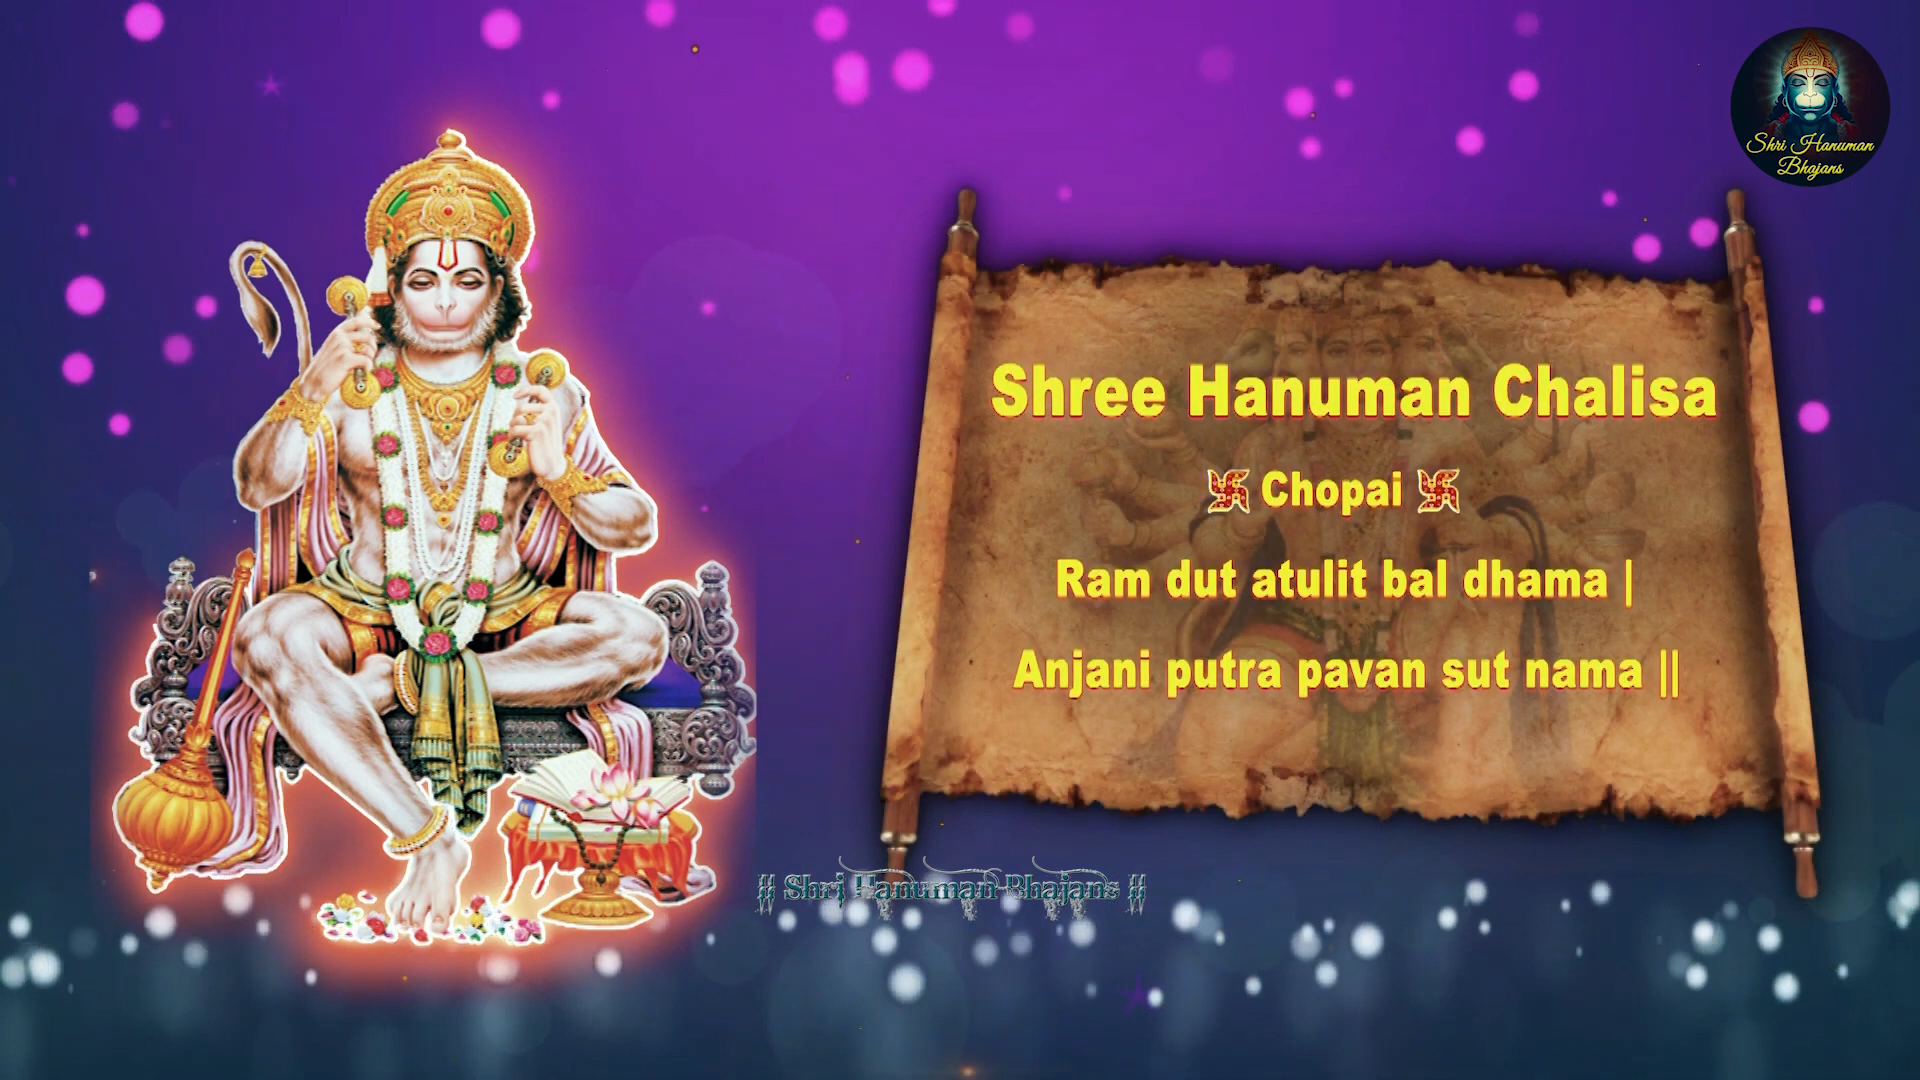 Shri Hanuman
Bhajans
Shree Hanuman Chalisa
卐 Chopai 卐
Ram dut atulit bal dhama |
Anjani putra pavan sut nama ||
|| Shri Hanuman Bhajans ||